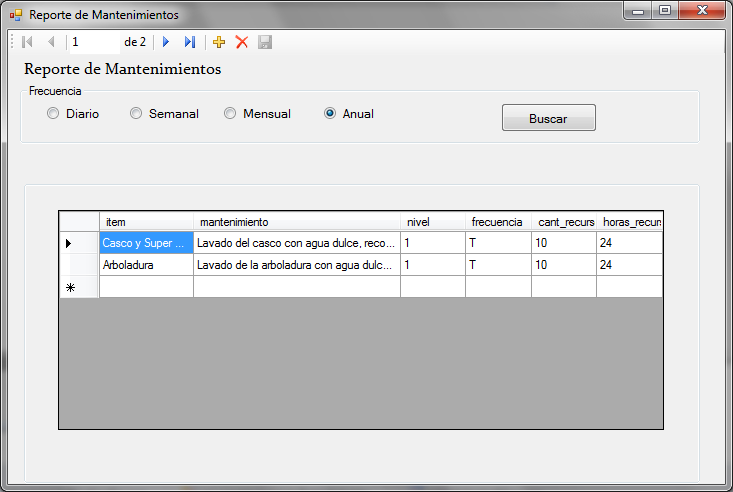 Reporte de Mantenimientos
1 de 2
Reporte de Mantenimientos
Frecuencia
Diario Semanal Mensual Anual Buscar
item mantenimiento nivel frecuencia cant_recurs horas_recurs
Casco y Super ... Lavado del casco con agua dulce, reco... 1 T 10 24
Arboladura Lavado de la arboladura con agua dulc... 1 T 10 24